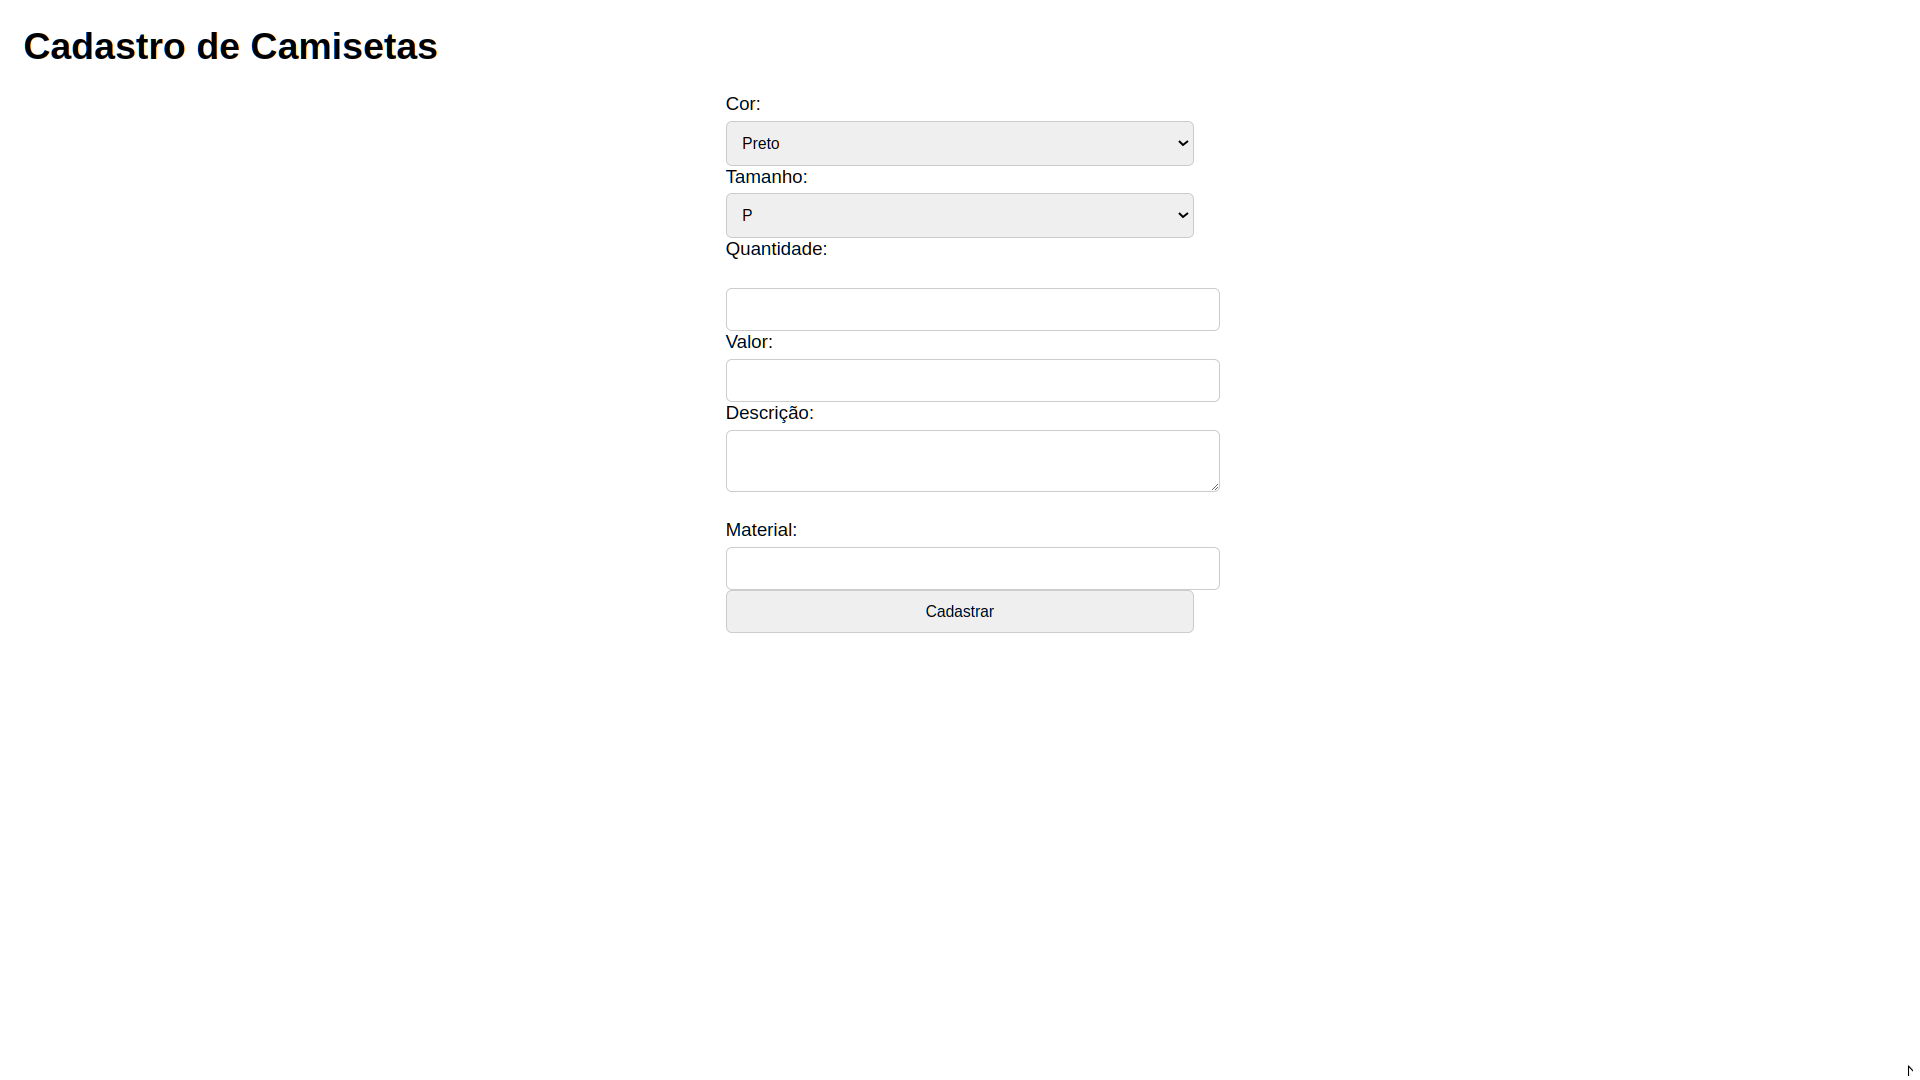 Cadastro de Camisetas
Cor:
Preto
Tamanho:
P
Quantidade:
Valor:
Descrição:
Material:
Cadastrar